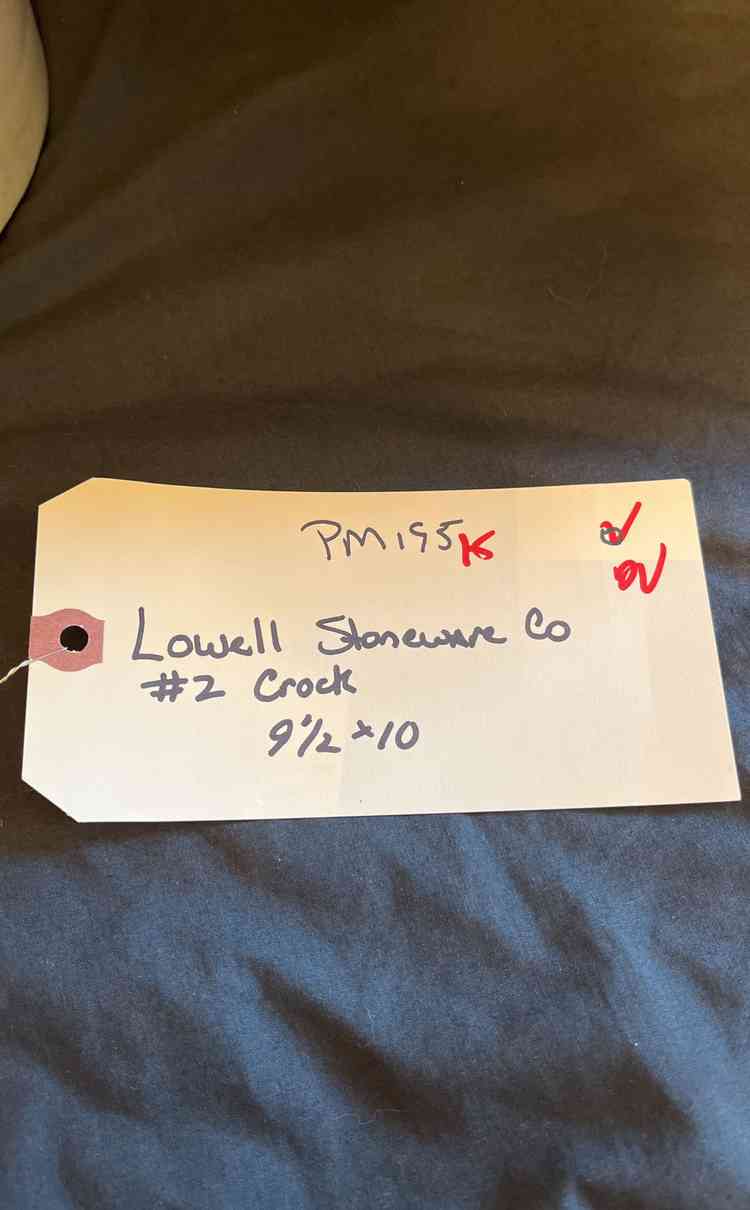 PM195K
Lowell Stoneware Co
#2 Crock
9 1/2 x 10